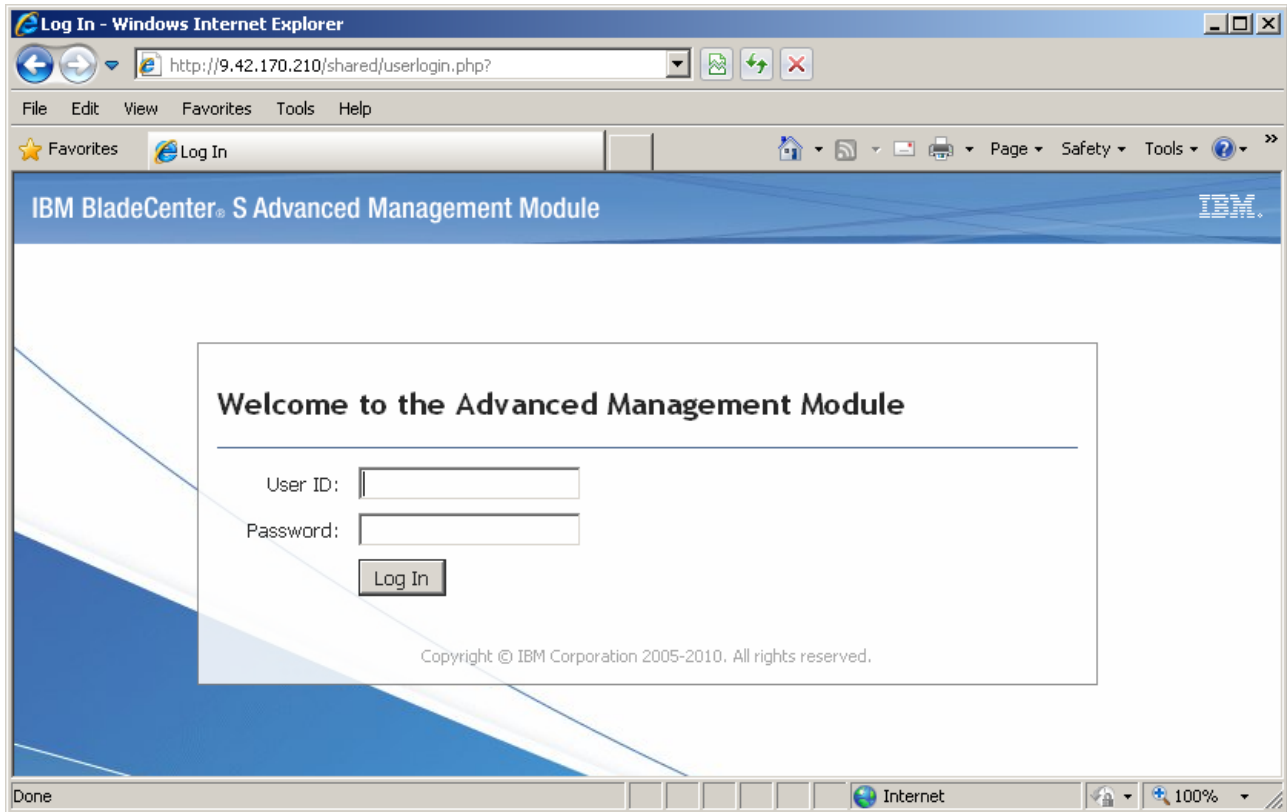 Log In - Windows Internet Explorer
http://9.42.170.210/shared/userlogin.php?
File Edit View Favorites Tools Help
Favorites Log In Page Safety Tools »
IBM BladeCenter® S Advanced Management Module IBM®
Welcome to the Advanced Management Module
User ID:
Password:
Log In
Copyright © IBM Corporation 2005-2010. All rights reserved.
Done Internet 100%